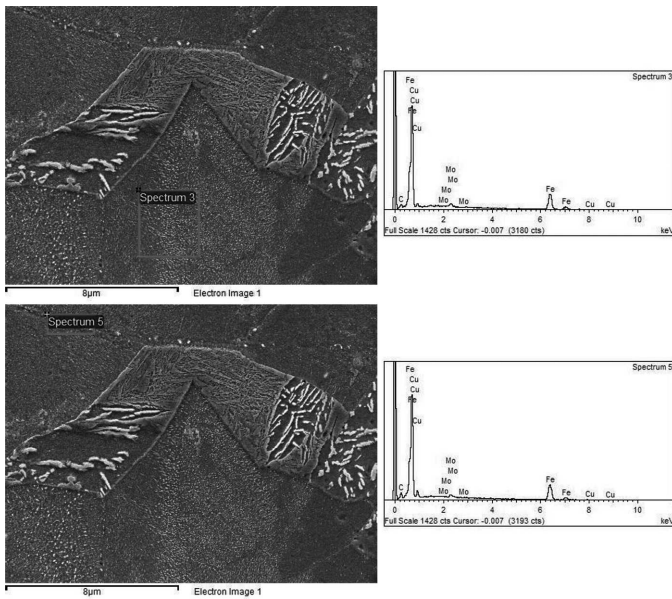 Spectrum 3
8µm
Electron Image 1
Spectrum 3
Fe
Cu
Cu
Fe
Cu
Mo
Mo
Mo
C
Mo
Mo
Fe
Fe
Cu
Cu
0 2 4 6 8 10
Full Scale 1428 cts Cursor: -0.007 (3180 cts) keV
Spectrum 5
8µm
Electron Image 1
Spectrum 5
Fe
Cu
Cu
Fe
Cu
Mo
Mo
Mo
C
Mo
Mo
Fe
Fe
Cu
Cu
0 2 4 6 8 10
Full Scale 1428 cts Cursor: -0.007 (3193 cts) keV